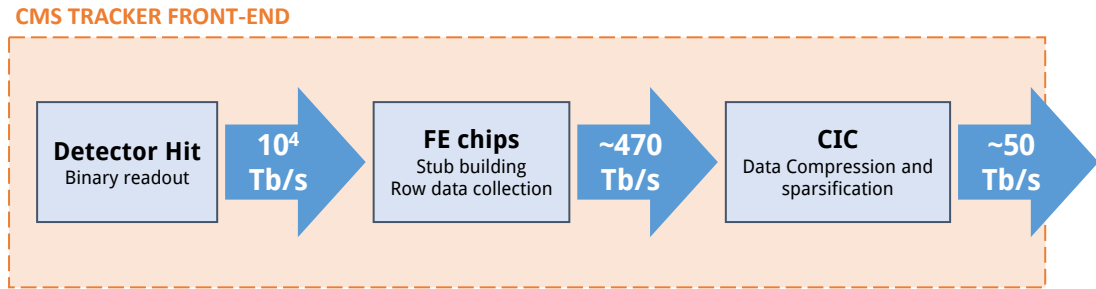 CMS TRACKER FRONT-END
Detector Hit
Binary readout
10⁴
Tb/s
FE chips
Stub building
Row data collection
~470
Tb/s
CIC
Data Compression and
sparsification
~50
Tb/s